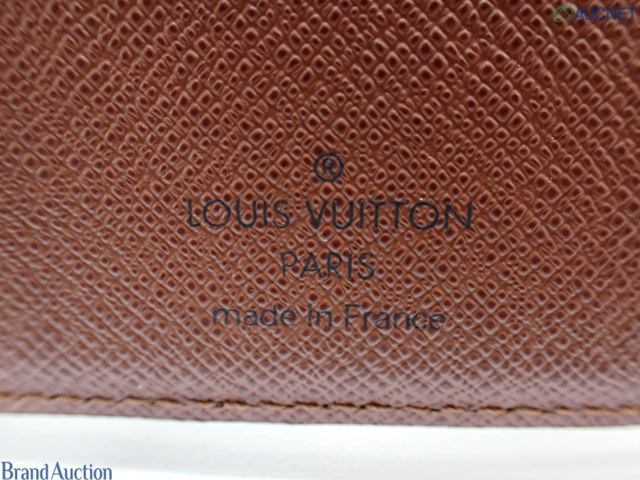 AUCNET
®
LOUIS VUITTON
PARIS
made in France
Brand Auction